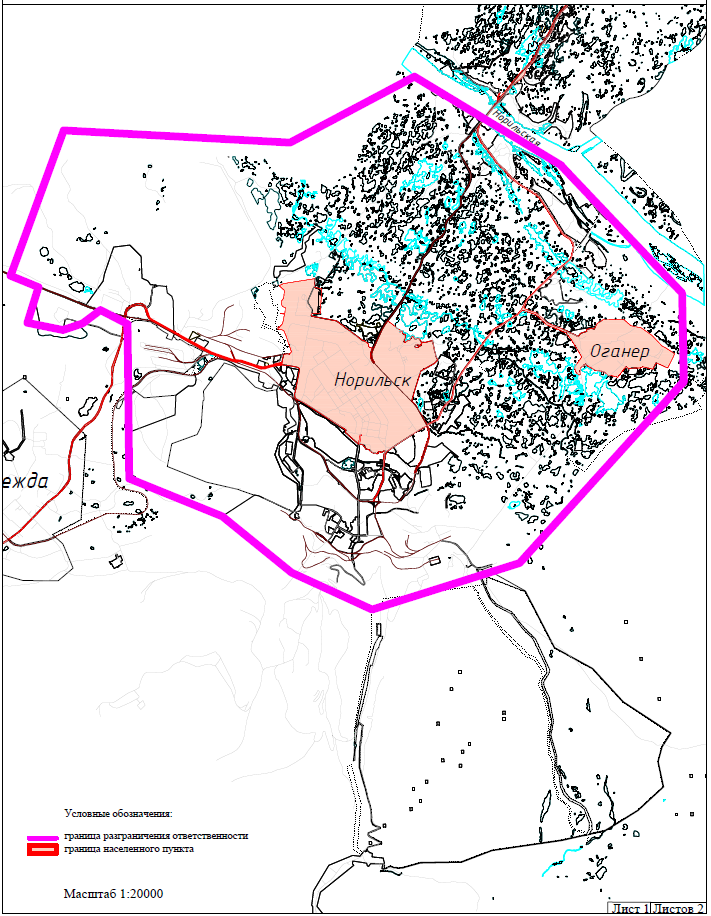 Норильская
Оганер
Норильск
ежда
Условные обозначения:
граница разграничения ответственности
граница населенного пункта
Масштаб 1:20000
Лист 1 Листов 2